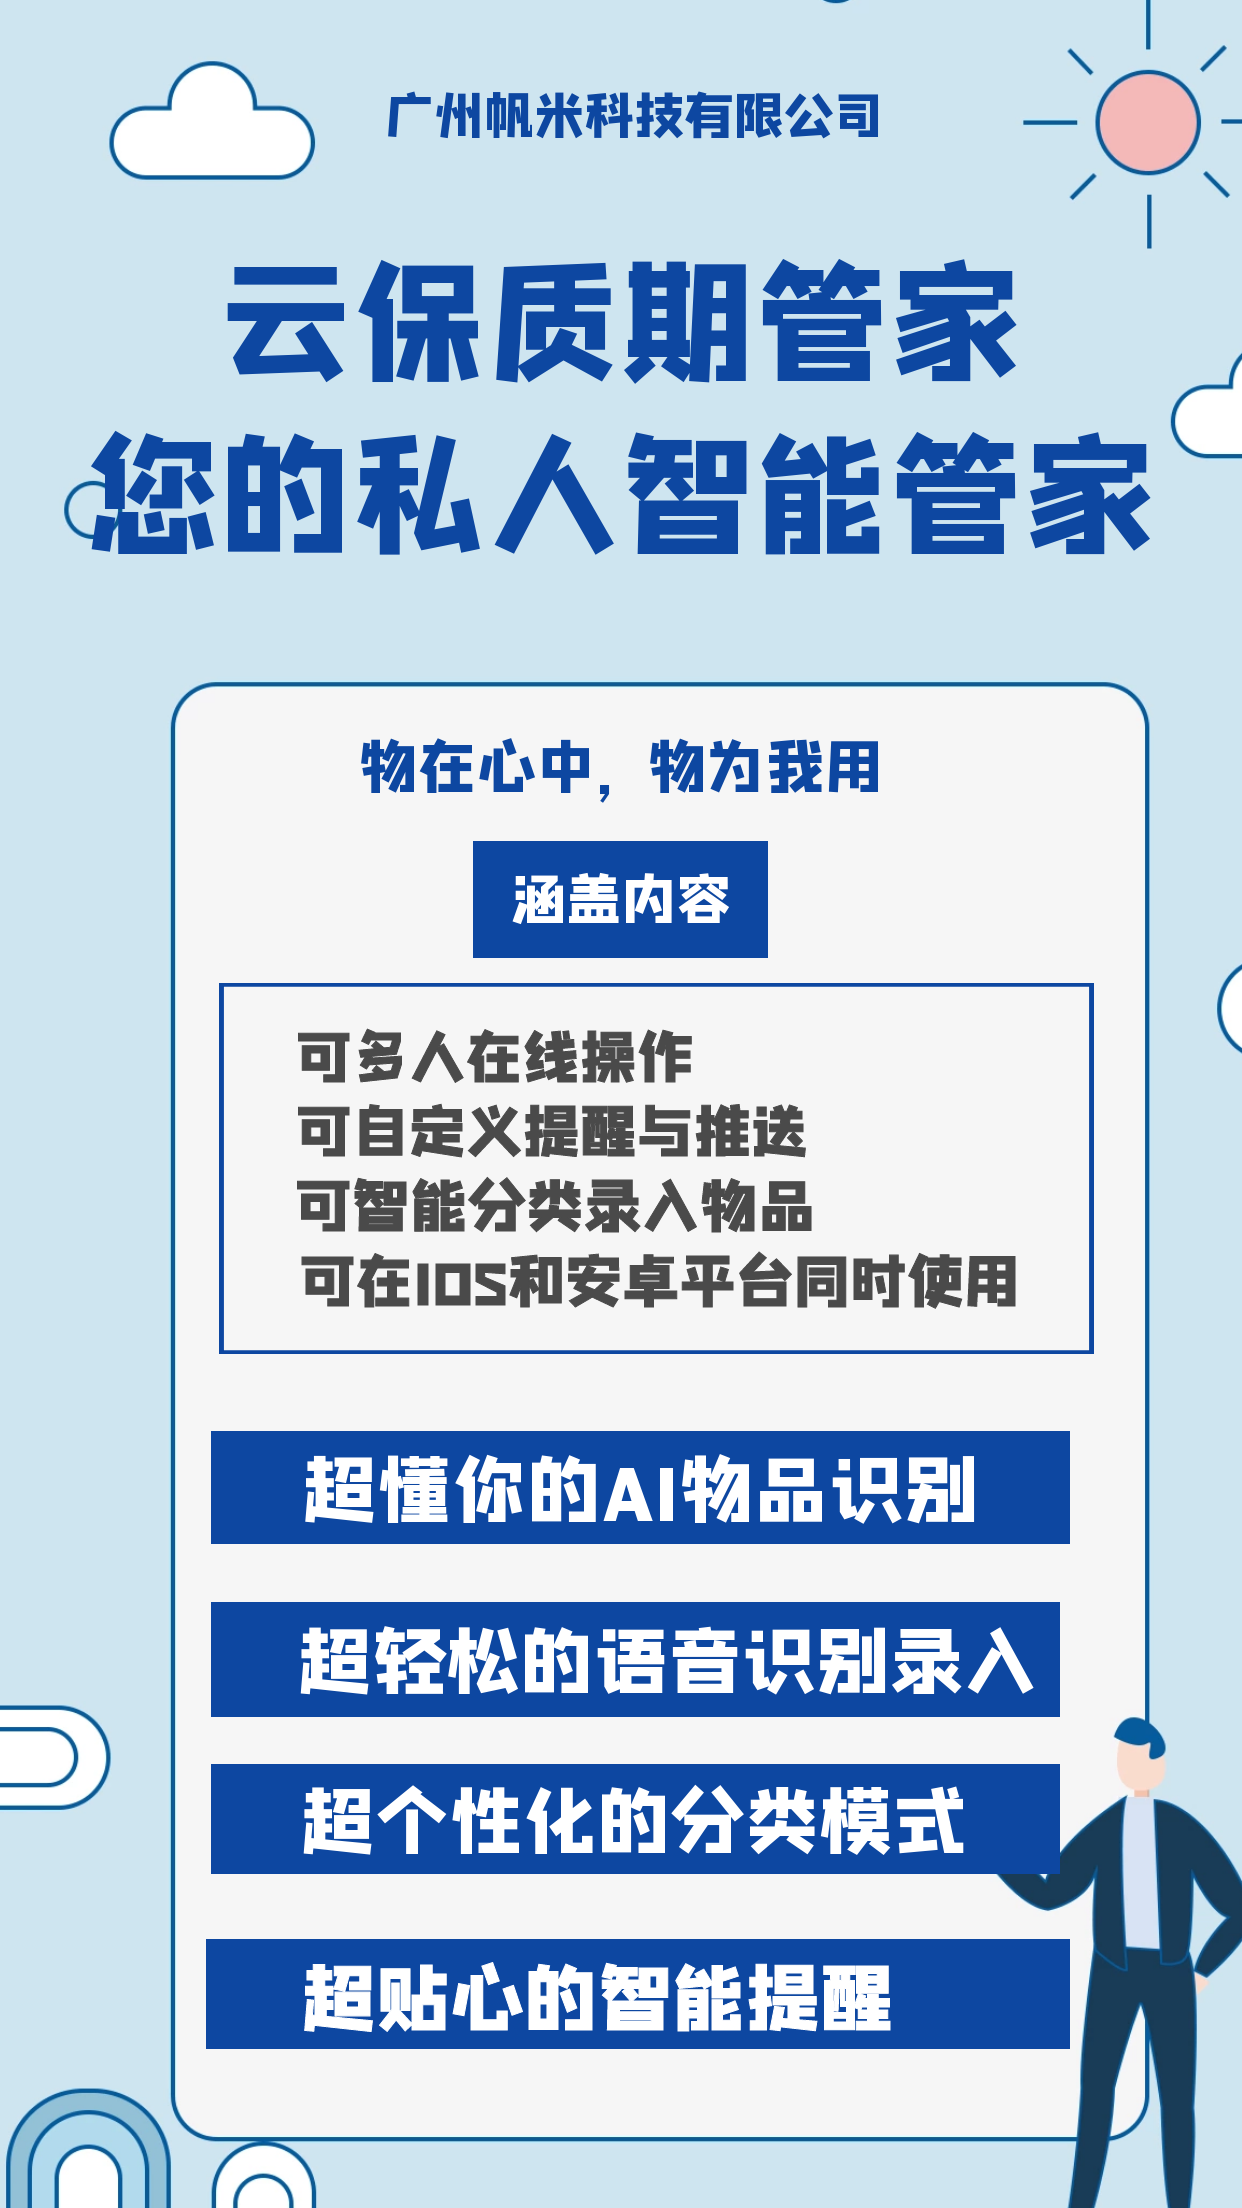 广州帆米科技有限公司
云保质期管家
您的私人智能管家
物在心中，物为我用
涵盖内容
可多人在线操作
可自定义提醒与推送
可智能分类录入物品
可在IOS和安卓平台同时使用
超懂你的AI物品识别
超轻松的语音识别录入
超个性化的分类模式
超贴心的智能提醒